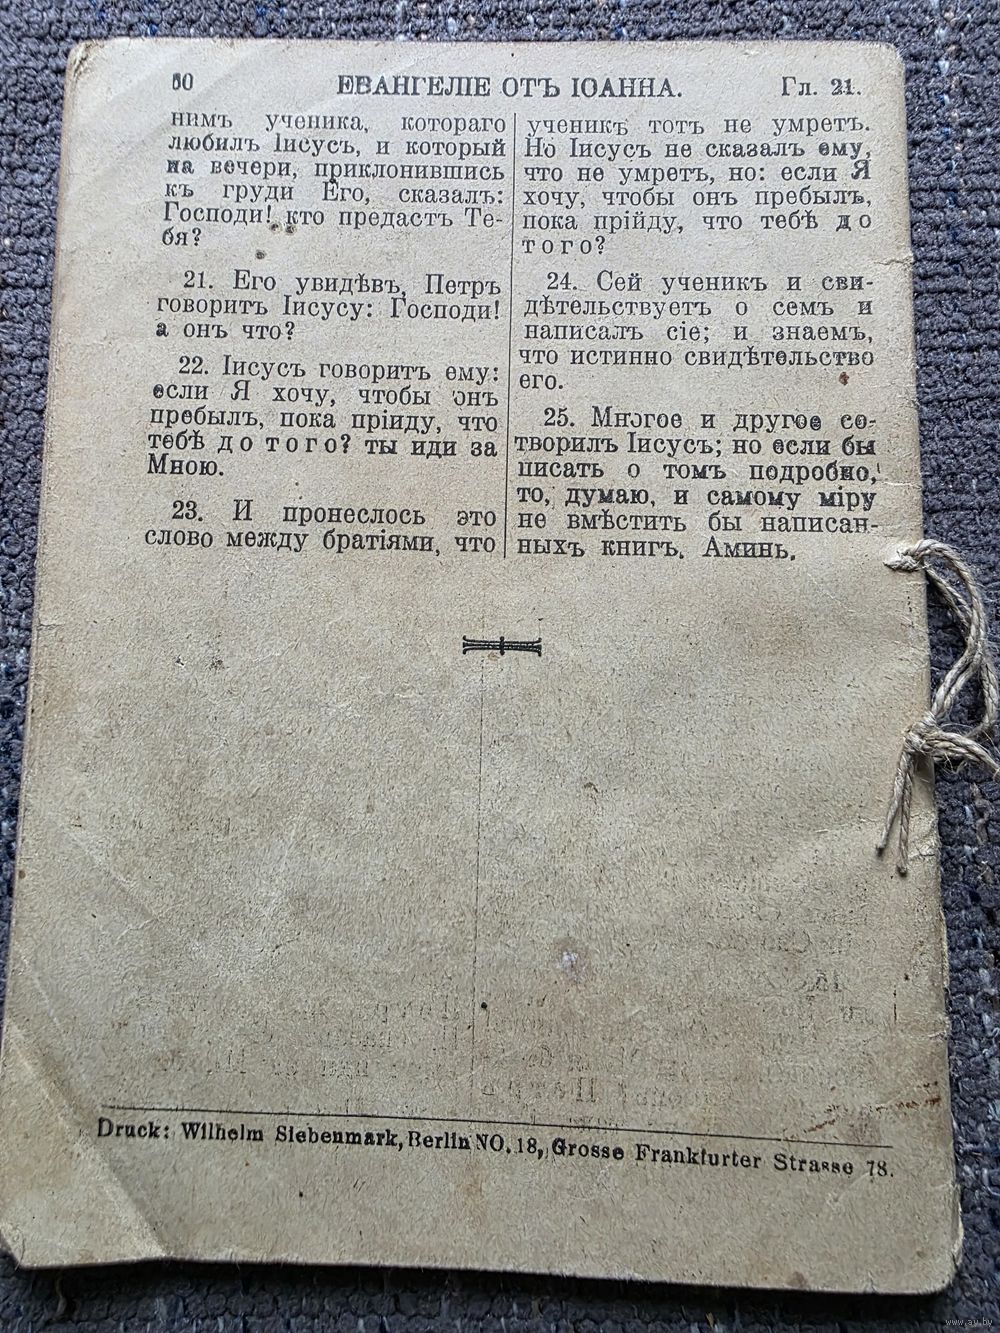 60 ЕВАНГЕЛІЕ ОТЪ ІОАННА. Гл. 21.
нимъ ученика, котораго
любилъ Іисусъ, и который
на вечери, приклонившись
къ груди Его, сказалъ:
Господи! кто предастъ Те-
бя?
21. Его увидѣвъ, Петръ
говоритъ Іисусу: Господи!
а онъ что?
22. Іисусъ говоритъ ему:
если Я хочу, чтобы онъ
пребылъ, пока пріиду, что
тебѣ до того? ты иди за
Мною.
23. И пронеслось это
слово между братіями, что
ученикъ тотъ не умретъ.
Но Іисусъ не сказалъ ему,
что не умретъ, но: если Я
хочу, чтобы онъ пребылъ,
пока прійду, что тебѣ до
того?
24. Сей ученикъ и сви-
дѣтельствуетъ о семъ и
написалъ сіе; и знаемъ,
что истинно свидѣтельство
его.
25. Многое и другое со-
творилъ Іисусъ; но если бы
писать о томъ подробно,
то, думаю, и самому міру
не вмѣстить бы написан-
ныхъ книгъ. Аминь.
Druck: Wilhelm Siebenmark, Berlin NO. 18, Grosse Frankfurter Strasse 78.
www.ay.by